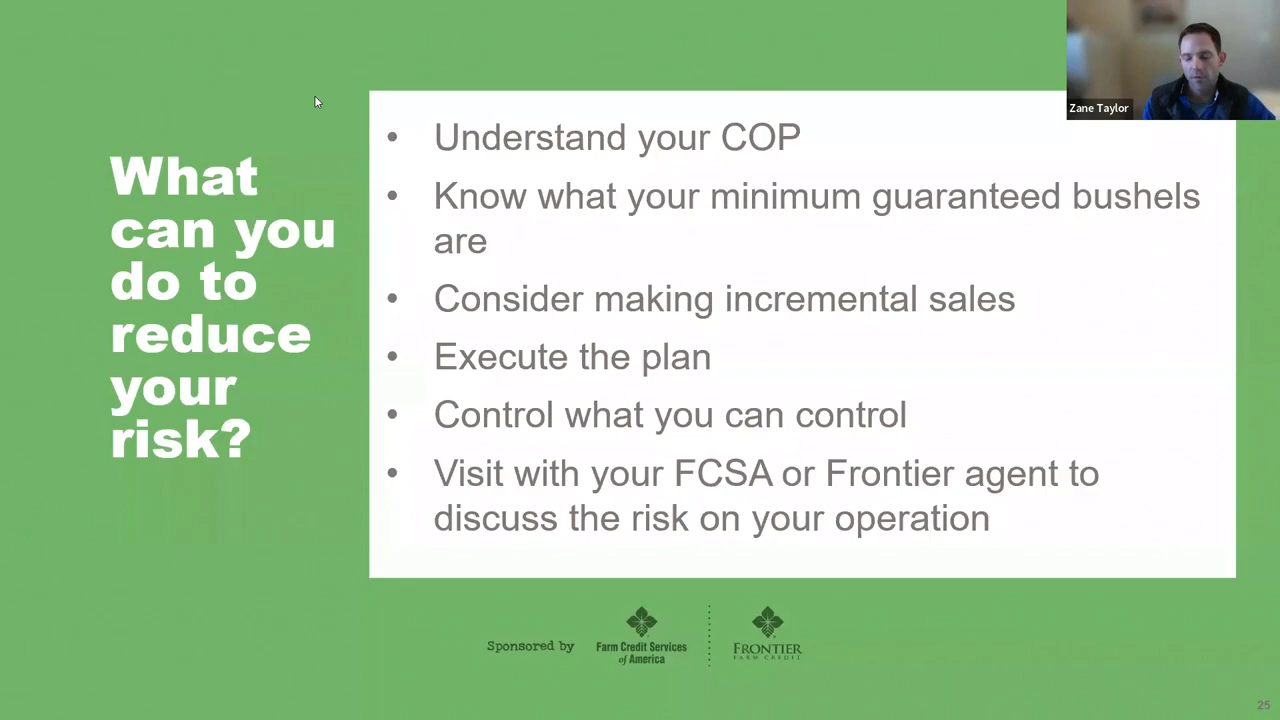 Zane Taylor
What
can you
do to
reduce
your
risk?
• Understand your COP
• Know what your minimum guaranteed bushels
are
• Consider making incremental sales
• Execute the plan
• Control what you can control
• Visit with your FCSA or Frontier agent to
discuss the risk on your operation
Sponsored by
Farm Credit Services
of America
FRONTIER
FARM CREDIT
25